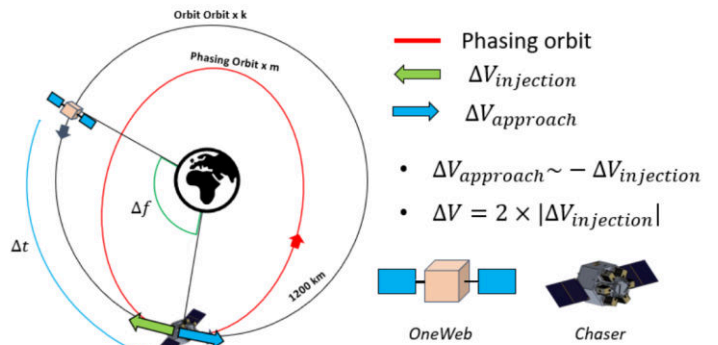 Orbit Orbit x k
Phasing Orbit x m
Δf
Δt
1200 km
Phasing orbit
ΔV_injection
ΔV_approach
• ΔV_approach ~ − ΔV_injection
• ΔV = 2 × |ΔV_injection|
OneWeb
Chaser